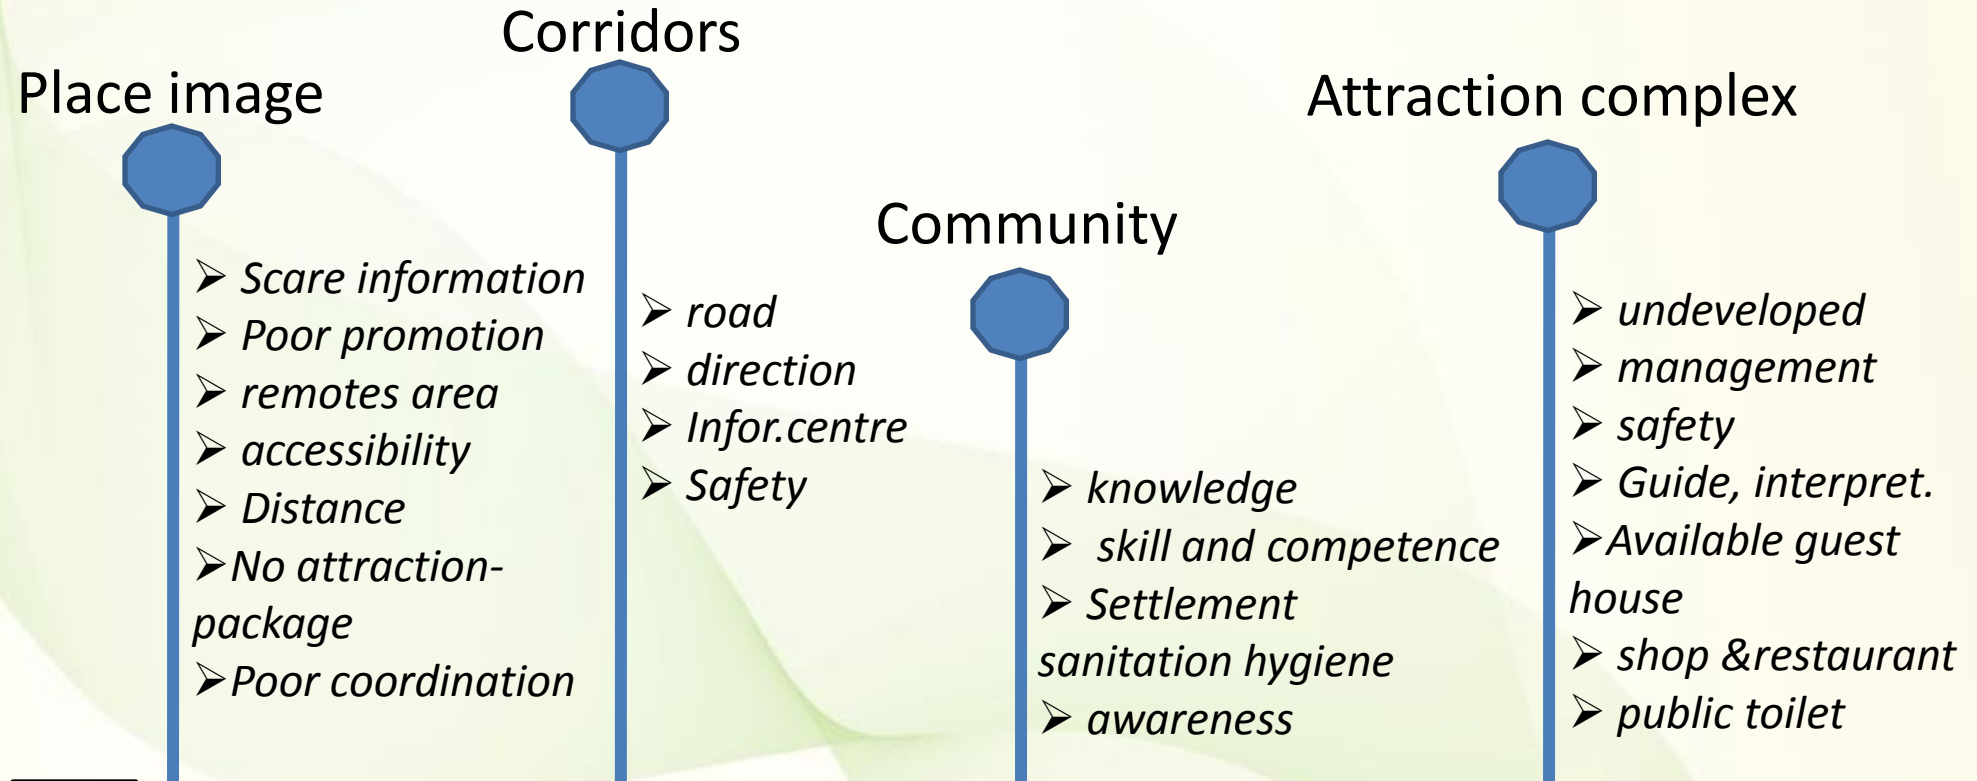 Place image
➢ Scare information
➢ Poor promotion
➢ remotes area
➢ accessibility
➢ Distance
➢No attraction-
package
➢Poor coordination
Corridors
➢ road
➢ direction
➢ Infor.centre
➢ Safety
Community
➢ knowledge
➢ skill and competence
➢ Settlement
sanitation hygiene
➢ awareness
Attraction complex
➢ undeveloped
➢ management
➢ safety
➢ Guide, interpret.
➢Available guest
house
➢ shop &restaurant
➢ public toilet